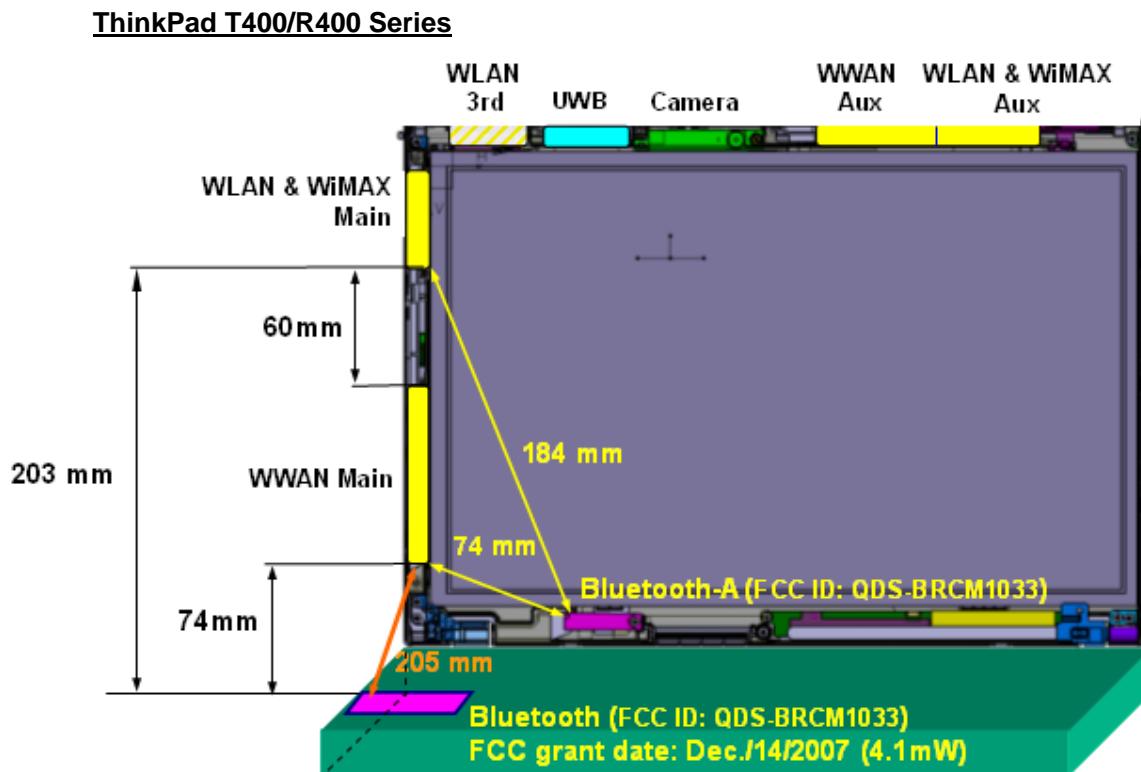 ThinkPad T400/R400 Series
WLAN
3rd
UWB
Camera
WWAN
Aux
WLAN & WiMAX
Aux
WLAN & WiMAX
Main
60mm
203 mm
WWAN Main
184 mm
74 mm
Bluetooth-A (FCC ID: QDS-BRCM1033)
74mm
205 mm
Bluetooth (FCC ID: QDS-BRCM1033)
FCC grant date: Dec./14/2007 (4.1mW)
H
V